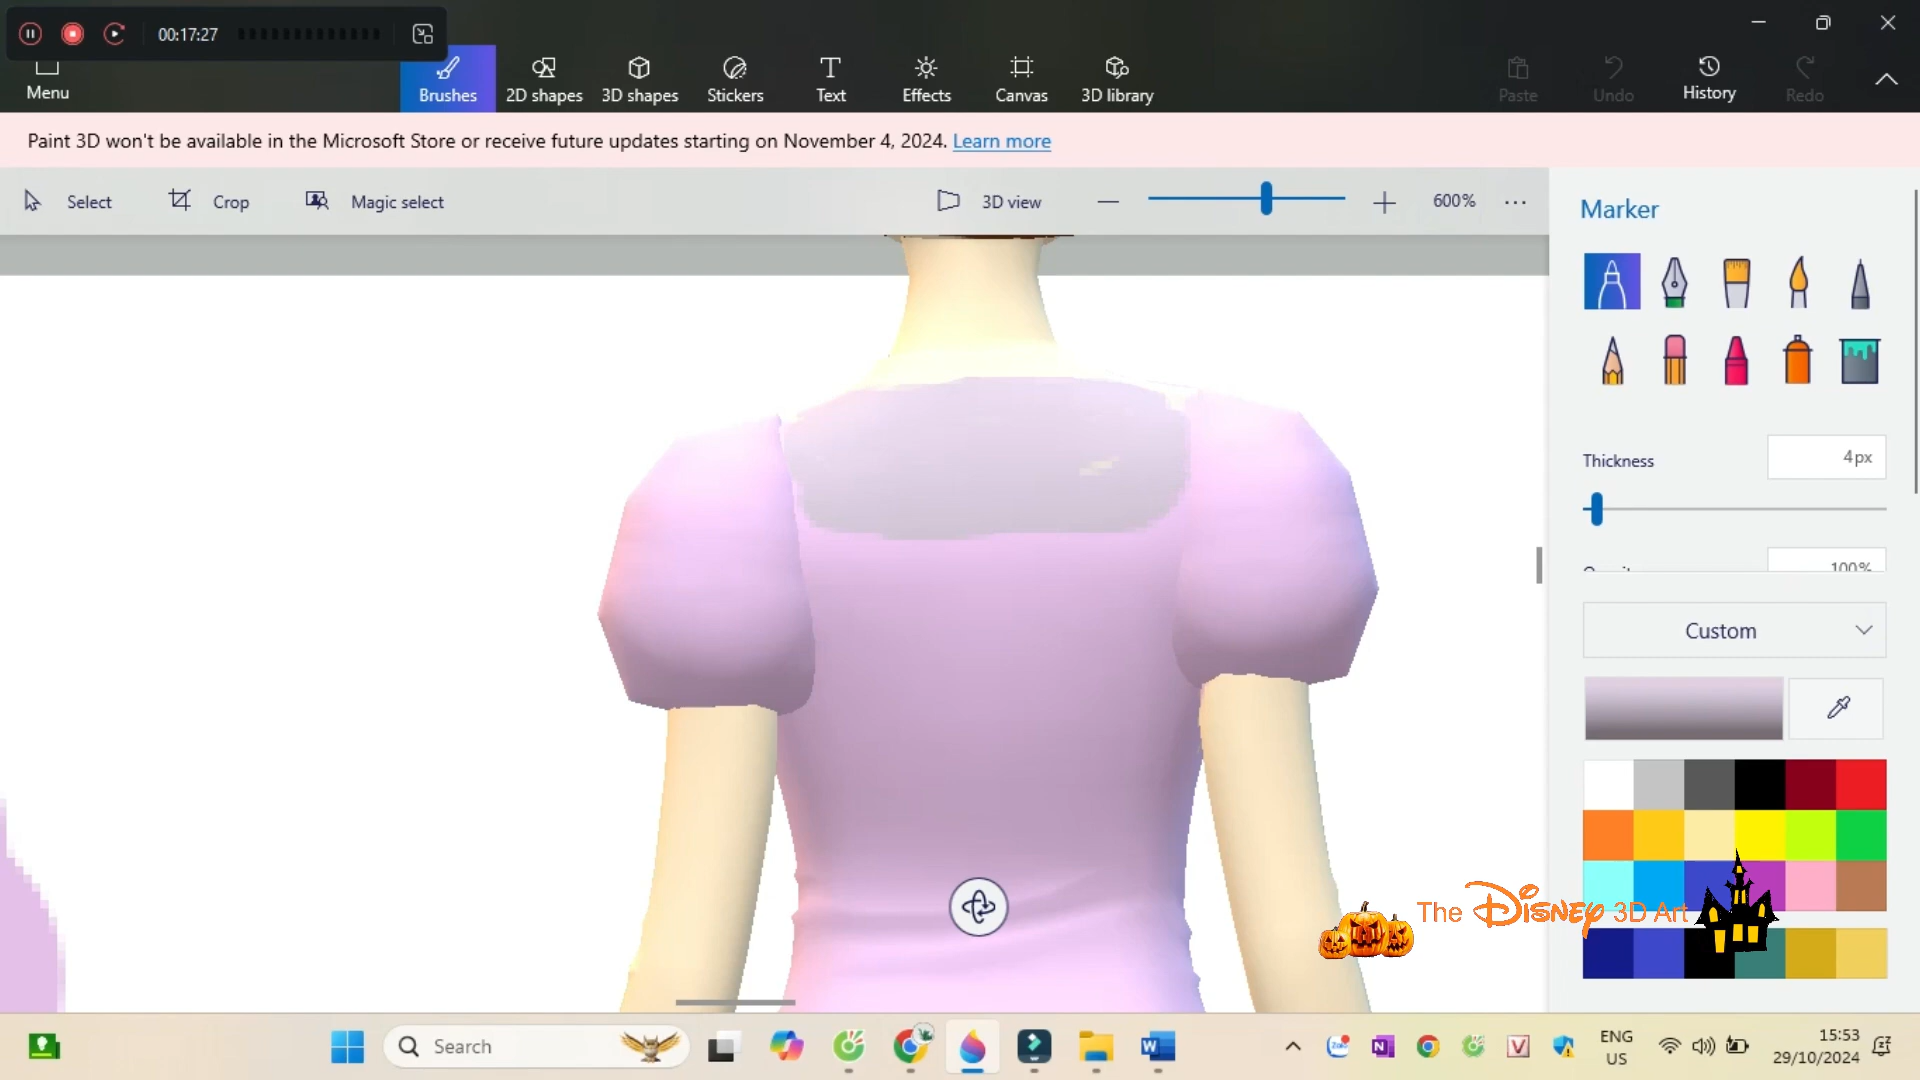 00:17:27
Menu
Brushes
2D shapes
3D shapes
Stickers
Text
Effects
Canvas
3D library
Paste
Undo
History
Redo
Paint 3D won't be available in the Microsoft Store or receive future updates starting on November 4, 2024. Learn more
Select
Crop
Magic select
3D view
600%
Marker
Thickness
4px
100%
Custom
The Disney 3D Art
Search
Zalo
N
V
W
ENG
US
15:53
29/10/2024